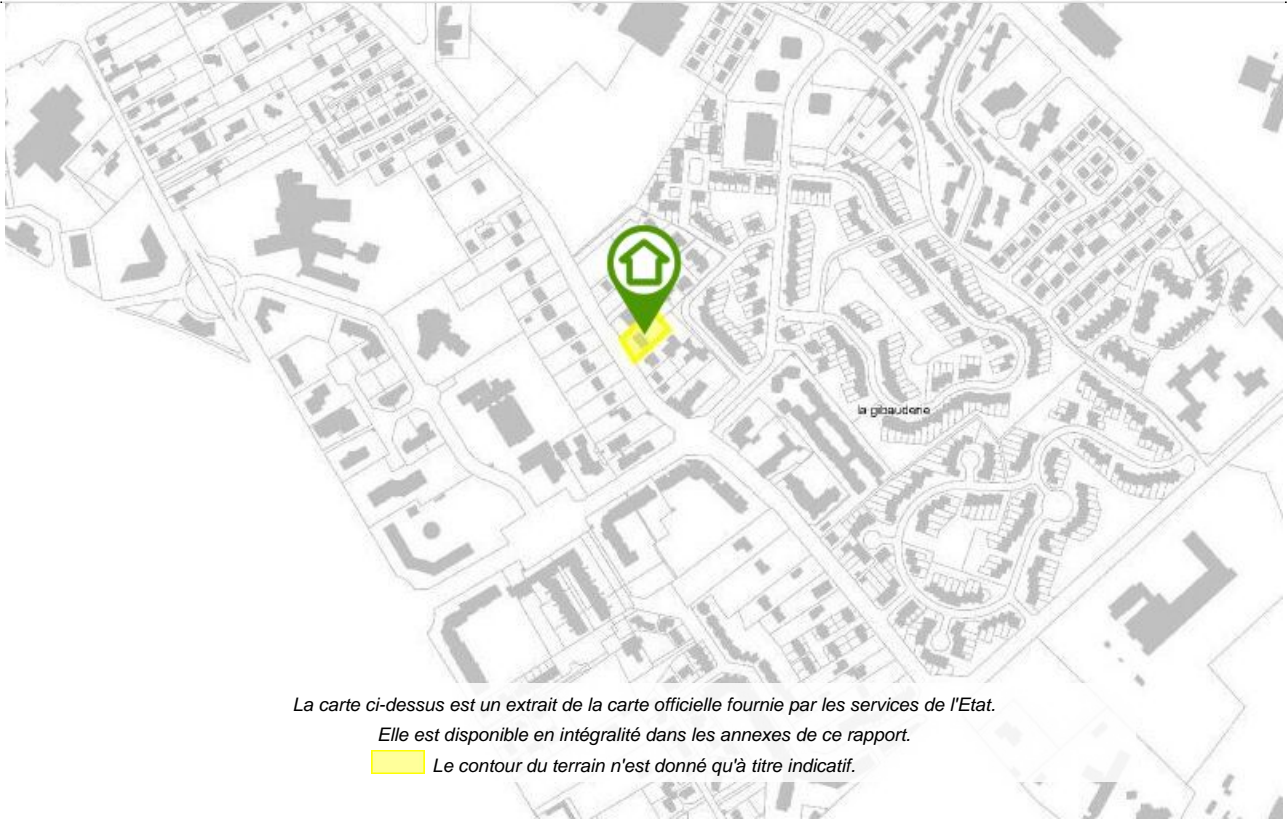 la gibauderie
La carte ci-dessus est un extrait de la carte officielle fournie par les services de l'Etat.
Elle est disponible en intégralité dans les annexes de ce rapport.
Le contour du terrain n'est donné qu'à titre indicatif.